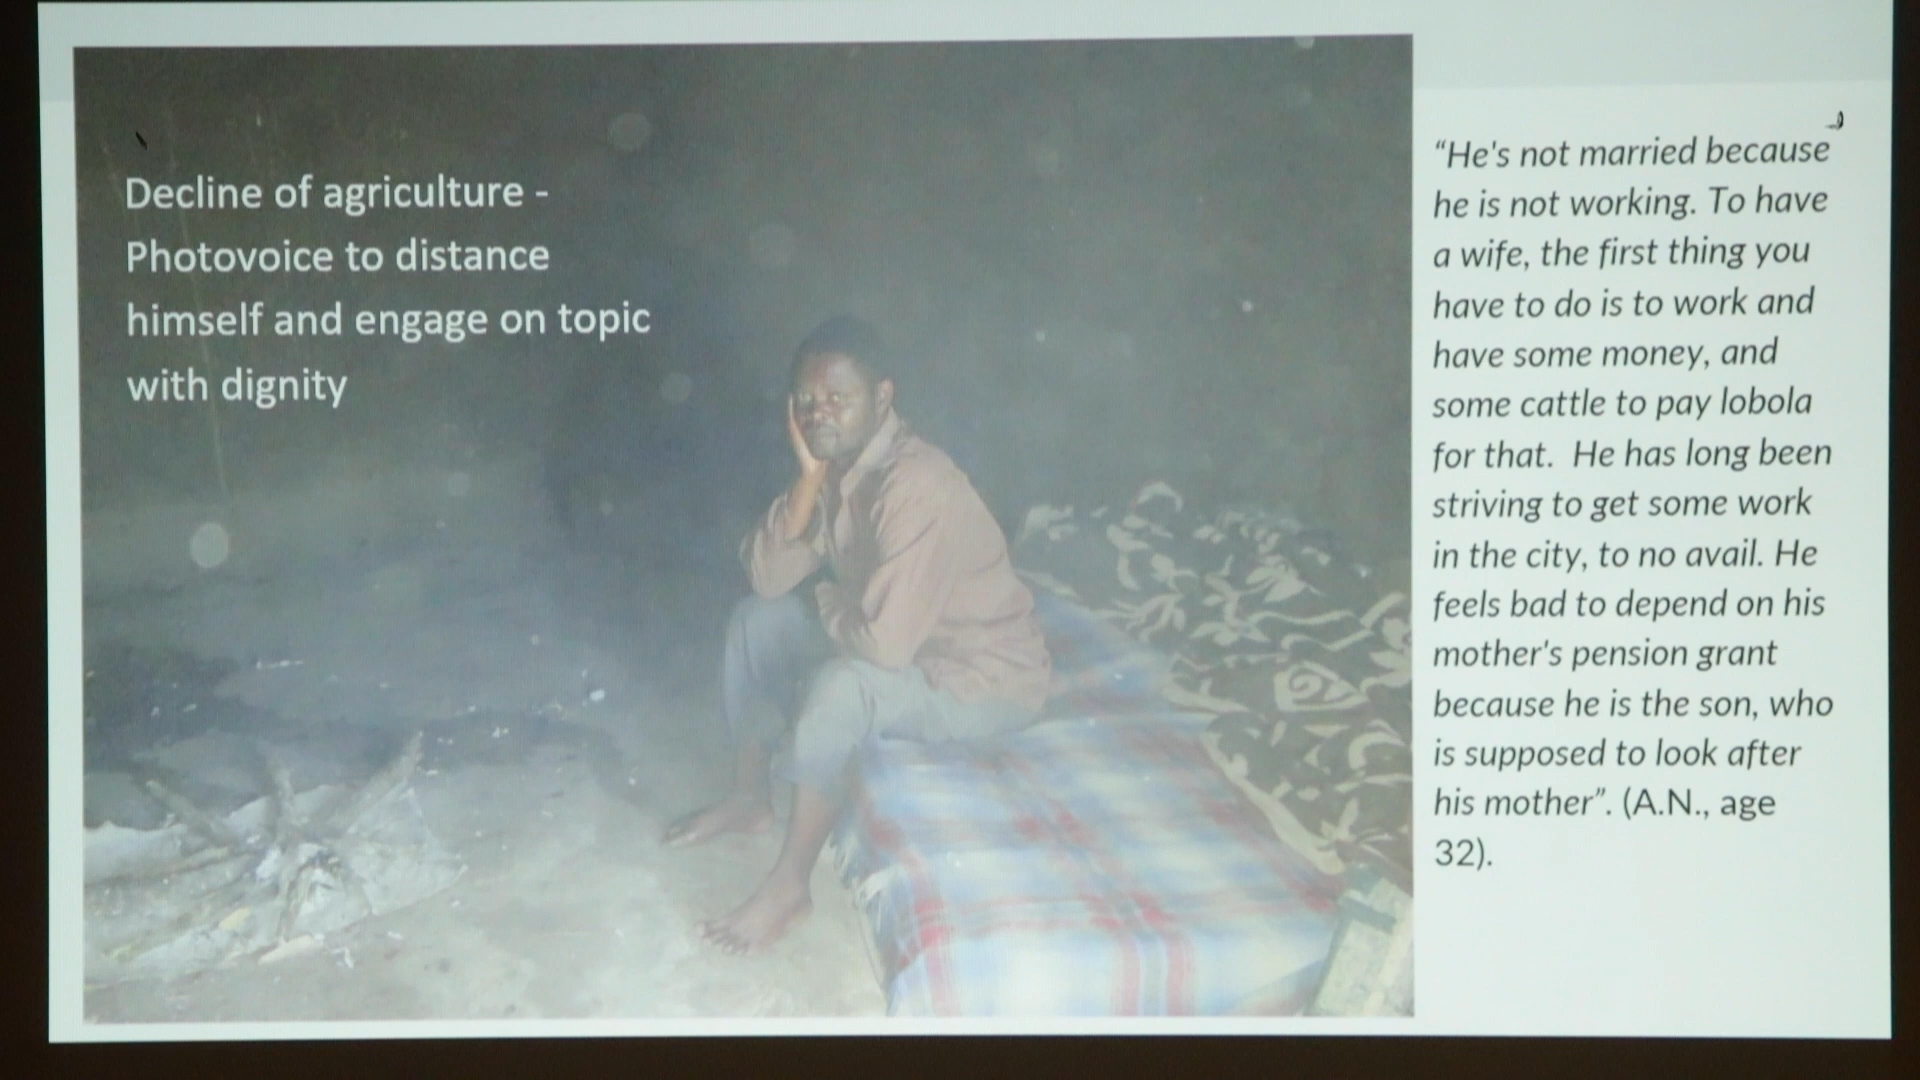 Decline of agriculture -
Photovoice to distance
himself and engage on topic
with dignity
“He's not married because
he is not working. To have
a wife, the first thing you
have to do is to work and
have some money, and
some cattle to pay lobola
for that.  He has long been
striving to get some work
in the city, to no avail. He
feels bad to depend on his
mother's pension grant
because he is the son, who
is supposed to look after
his mother”. (A.N., age
32).